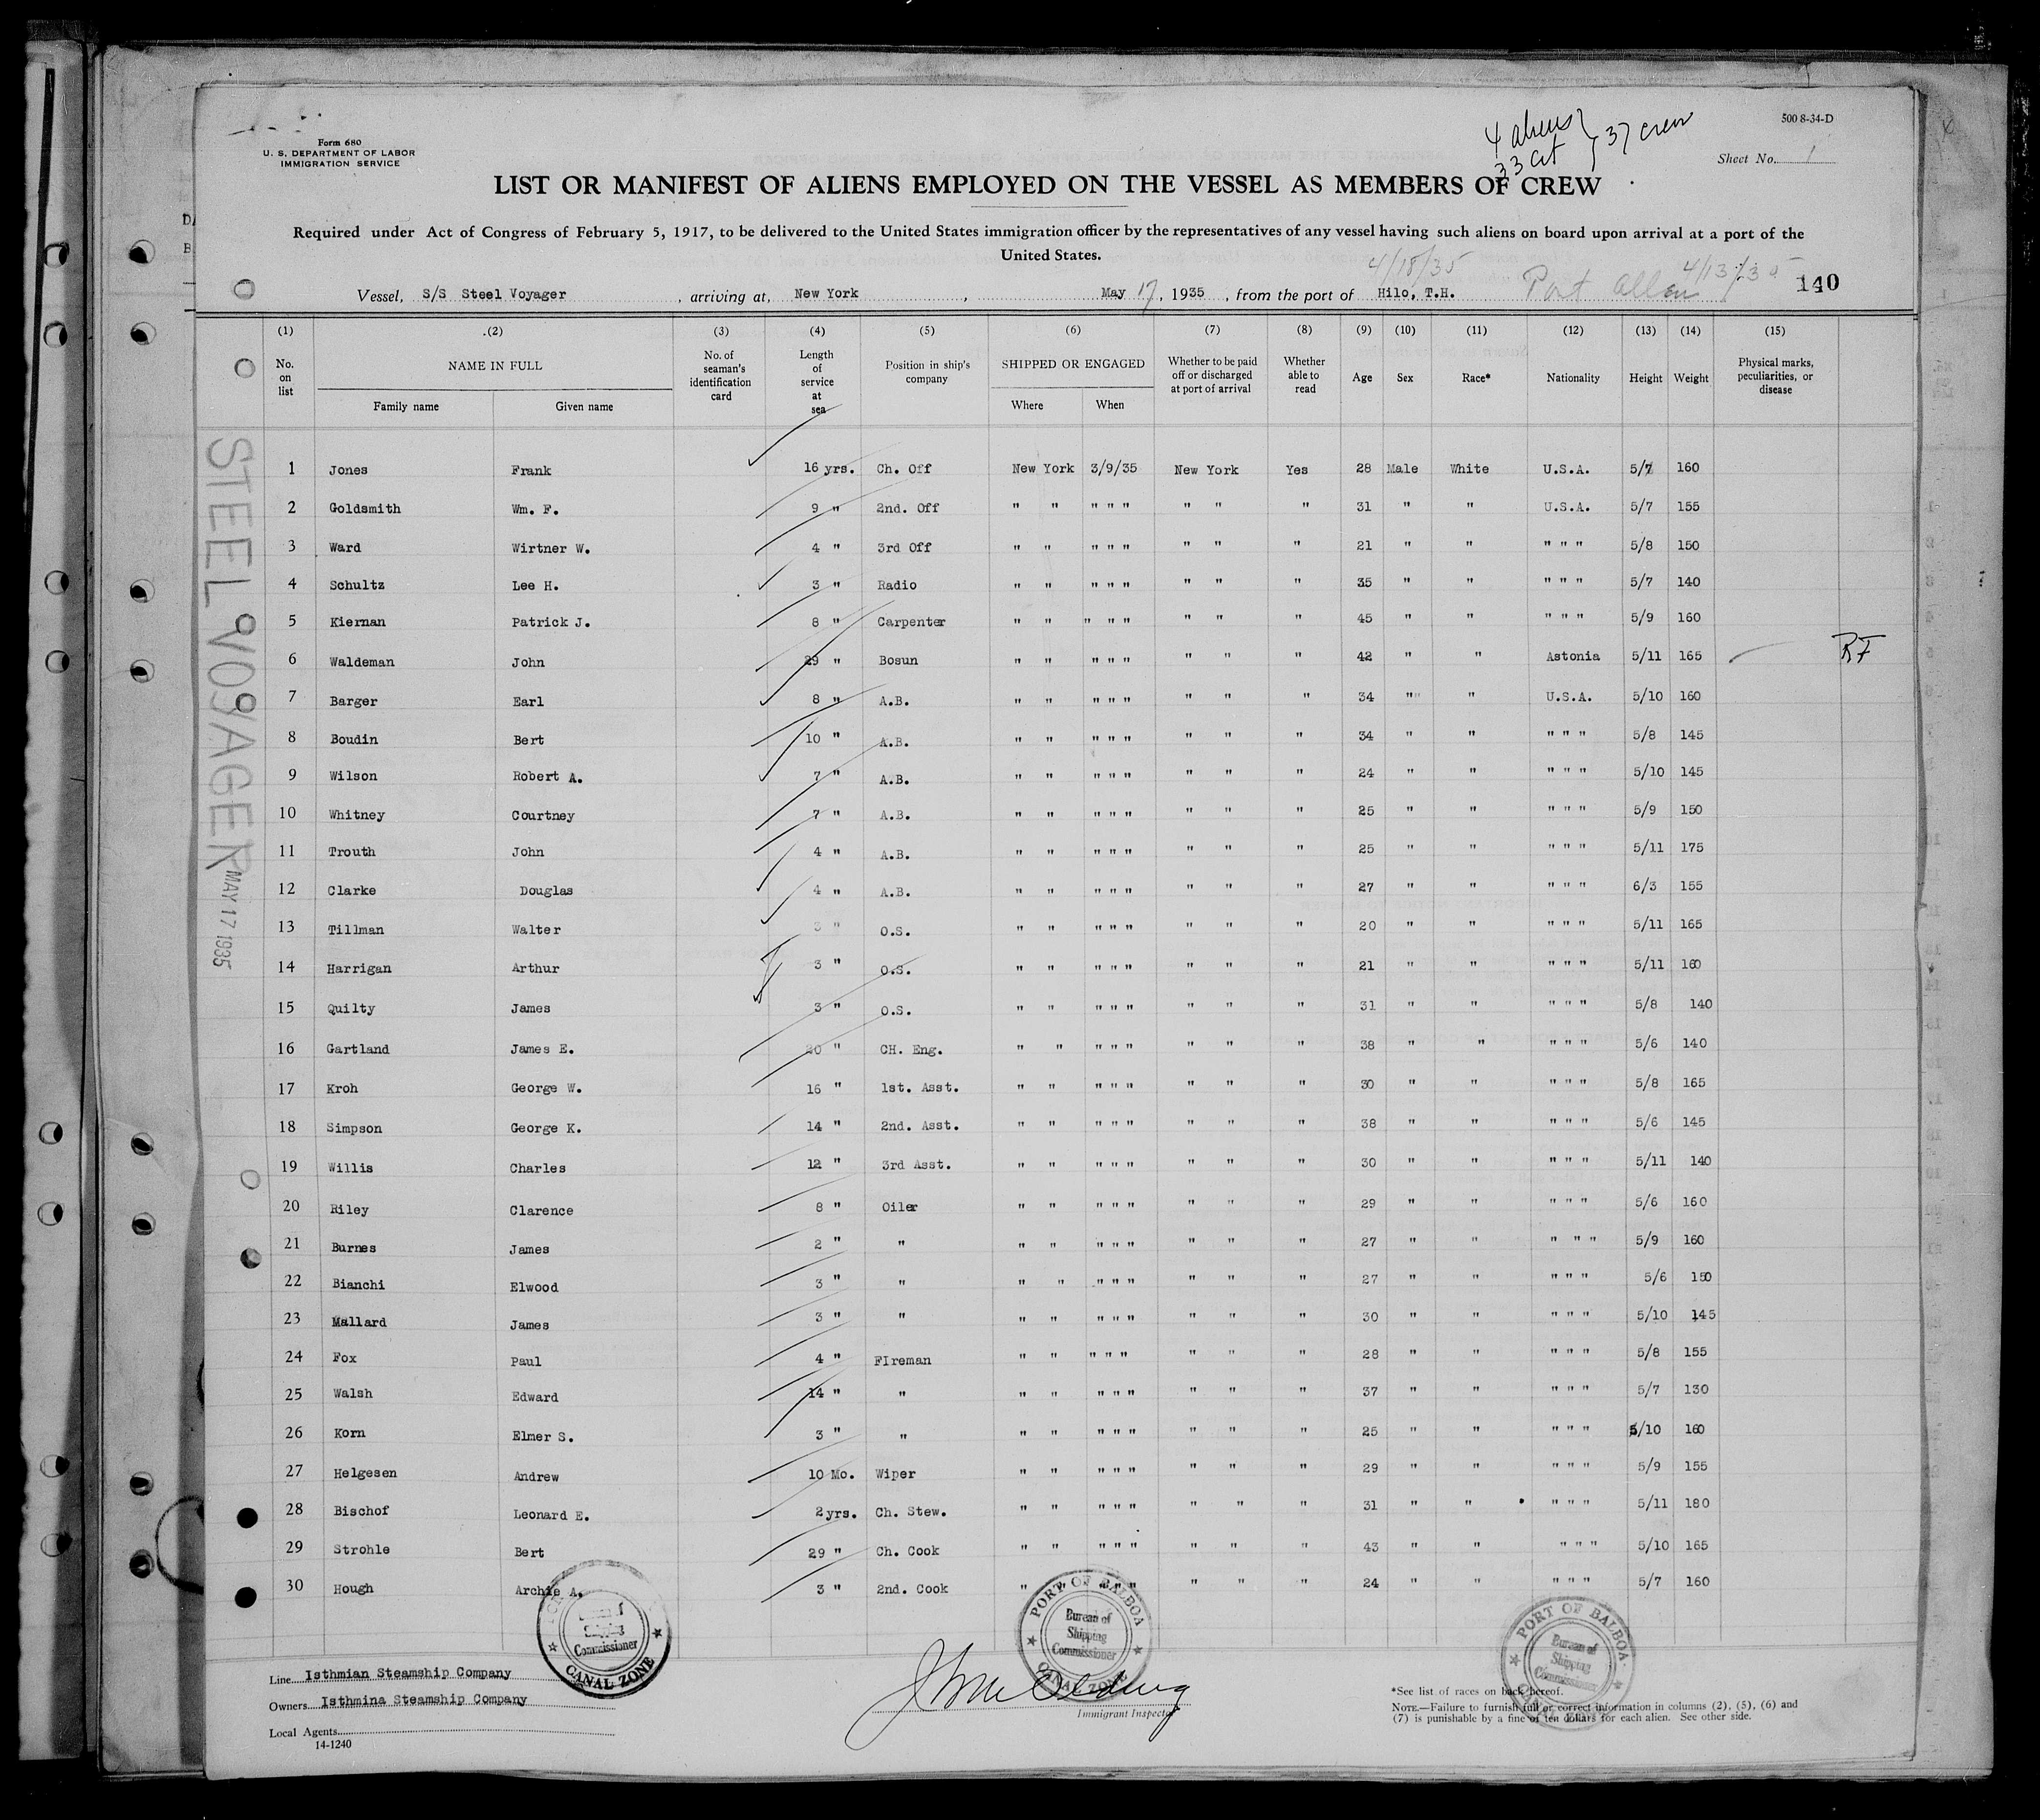 Form 680
U. S. DEPARTMENT OF LABOR
IMMIGRATION SERVICE
500 8-34-D
4 aliens
33 cit } 37 crew
Sheet No. 1
LIST OR MANIFEST OF ALIENS EMPLOYED ON THE VESSEL AS MEMBERS OF CREW
Required under Act of Congress of February 5, 1917, to be delivered to the United States immigration officer by the representatives of any vessel having such aliens on board upon arrival at a port of the
United States.
4/18/35 4/13/35
Vessel, S/S Steel Voyager , arriving at, New York , May 17, 1935 , from the port of Hilo, T.H. Port Allen 140
(1) (2) (3) (4) (5) (6) (7) (8) (9) (10) (11) (12) (13) (14) (15)
No. on list NAME IN FULL Family name Given name No. of seaman's identification card Length of service at sea Position in ship's company SHIPPED OR ENGAGED Where When Whether to be paid off or discharged at port of arrival Whether able to read Age Sex Race* Nationality Height Weight Physical marks, peculiarities, or disease
STEEL VOYAGER MAY 17 1935
1 Jones Frank 16 yrs. Ch. Off New York 3/9/35 New York Yes 28 Male White U.S.A. 5/7 160
2 Goldsmith Wm. F. 9 " 2nd. Off " " " " " " " " 31 " " U.S.A. 5/7 155
3 Ward Wirtner W. 4 " 3rd Off " " " " " " " " 21 " " " " " 5/8 150
4 Schultz Lee H. 3 " Radio " " " " " " " " 35 " " " " " 5/7 140
5 Kiernan Patrick J. 8 " Carpenter " " " " " " " " 45 " " " " " 5/9 160
6 Waldeman John 29 " Bosun " " " " " " " " 42 " " Astonia 5/11 165 RF
7 Barger Earl 8 " A.B. " " " " " " " " 34 " " U.S.A. 5/10 160
8 Boudin Bert 10 " A.B. " " " " " " " " 34 " " " " " 5/8 145
9 Wilson Robert A. 7 " A.B. " " " " " " " " 24 " " " " " 5/10 145
10 Whitney Courtney 7 " A.B. " " " " " " " " 25 " " " " " 5/9 150
11 Trouth John 4 " A.B. " " " " " " " " 25 " " " " " 5/11 175
12 Clarke Douglas 4 " A.B. " " " " " " " " 27 " " " " " 6/3 155
13 Tillman Walter 3 " O.S. " " " " " " " " 20 " " " " " 5/11 165
14 Harrigan Arthur 3 " O.S. " " " " " " " " 21 " " " " " 5/11 160
15 Quilty James 3 " O.S. " " " " " " " " 31 " " " " " 5/8 140
16 Gartland James E. 20 " CH. Eng. " " " " " " " " 38 " " " " " 5/6 140
17 Kroh George W. 16 " 1st. Asst. " " " " " " " " 30 " " " " " 5/8 165
18 Simpson George K. 14 " 2nd. Asst. " " " " " " " " 38 " " " " " 5/6 145
19 Willis Charles 12 " 3rd Asst. " " " " " " " " 30 " " " " " 5/11 140
20 Riley Clarence 8 " Oiler " " " " " " " " 29 " " " " " 5/6 160
21 Burnes James 2 " " " " " " " " " " 27 " " " " " 5/9 160
22 Bianchi Elwood 3 " " " " " " " " " " 27 " " " " " 5/6 150
23 Mallard James 3 " " " " " " " " " " 30 " " " " " 5/10 145
24 Fox Paul 4 " FIreman " " " " " " " " 28 " " " " " 5/8 155
25 Walsh Edward 14 " " " " " " " " " " 37 " " " " " 5/7 130
26 Korn Elmer S. 3 " " " " " " " " " " 25 " " " " " 5/10 160
27 Helgesen Andrew 10 Mo. Wiper " " " " " " " " 29 " " " " " 5/9 155
28 Bischof Leonard E. 2 yrs. Ch. Stew. " " " " " " " " 31 " " " " " 5/11 180
29 Strohle Bert 29 " Ch. Cook " " " " " " " " 43 " " " " " 5/10 165
30 Hough Archie A. 3 " 2nd. Cook " " " " " " " " 24 " " " " " 5/7 160
Commissioner CANAL ZONE
PORT OF BALBOA Bureau of Shipping Commissioner CANAL ZONE
PORT OF BALBOA Bureau of Shipping Commissioner
Line Isthmian Steamship Company
Owners Isthmina Steamship Company
Local Agents
14-1240
Immigrant Inspector
*See list of races on back hereof.
NOTE.—Failure to furnish full or correct information in columns (2), (5), (6) and
(7) is punishable by a fine of ten dollars for each alien. See other side.